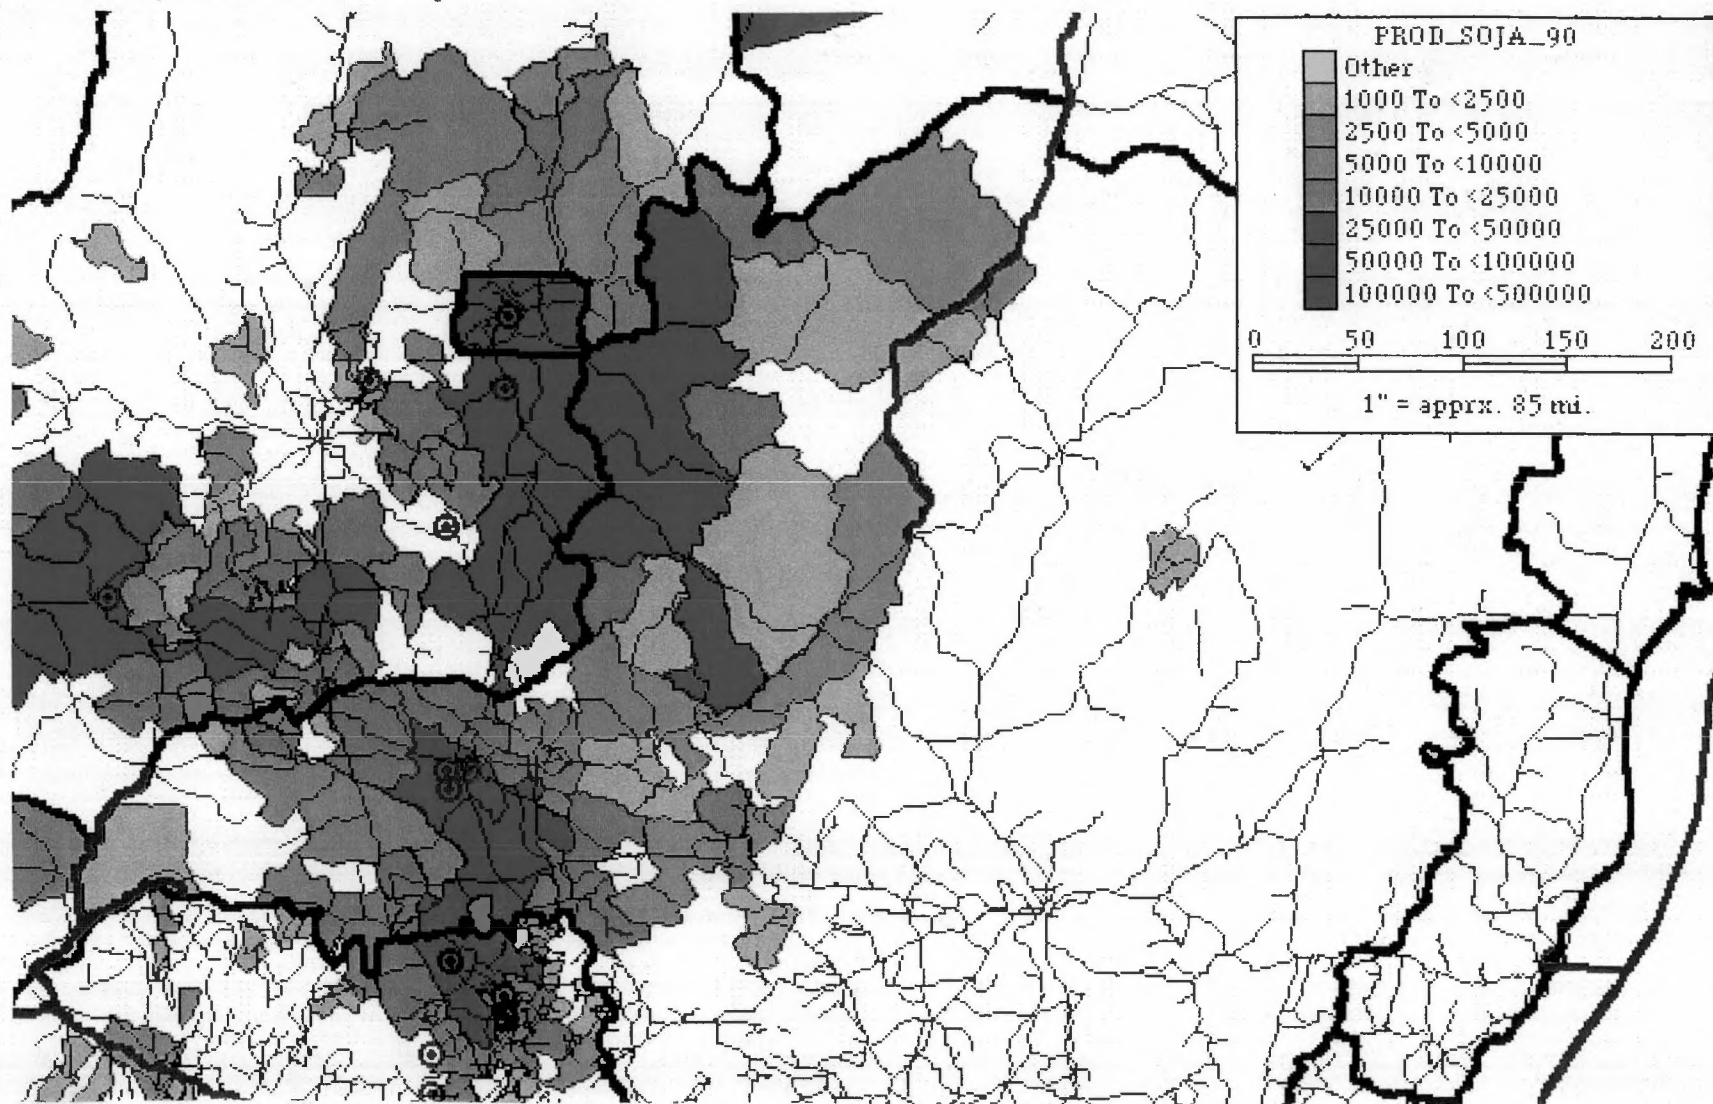 PROD_SOJA_90
Other
1000 To <2500
2500 To <5000
5000 To <10000
10000 To <25000
25000 To <50000
50000 To <100000
100000 To <500000
0 50 100 150 200
1" = apprx. 85 mi.